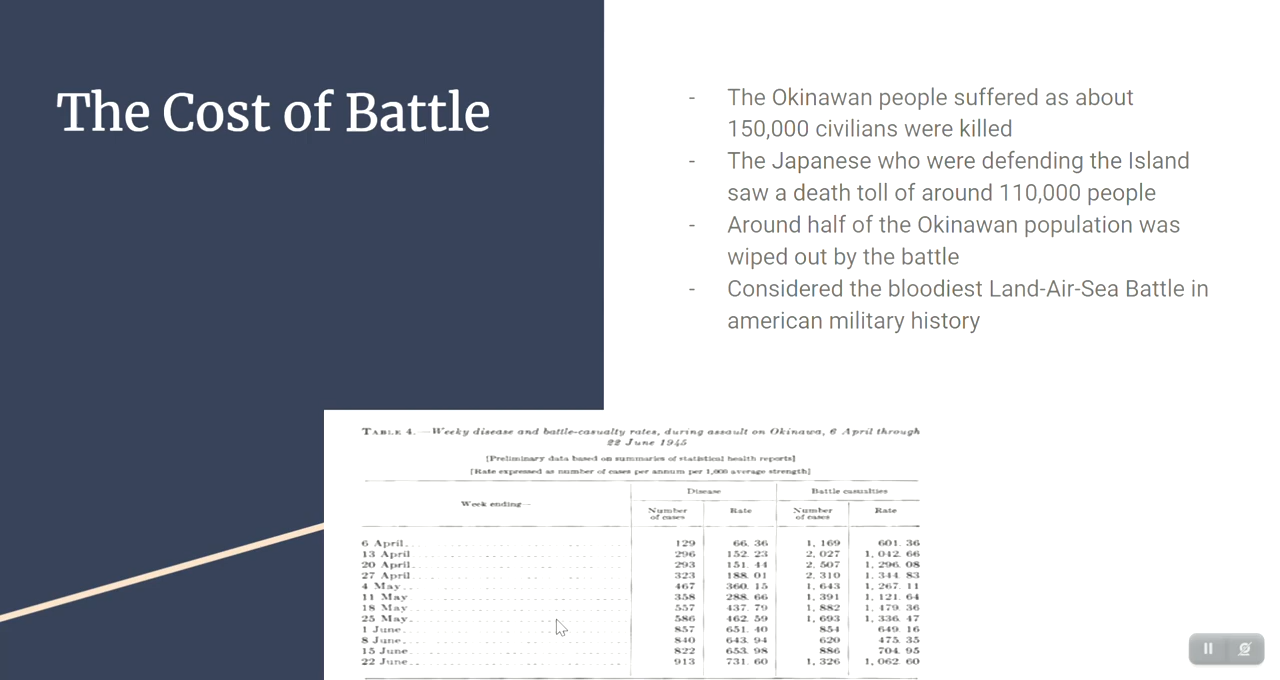 The Cost of Battle
- The Okinawan people suffered as about
150,000 civilians were killed
- The Japanese who were defending the Island
saw a death toll of around 110,000 people
- Around half of the Okinawan population was
wiped out by the battle
- Considered the bloodiest Land-Air-Sea Battle in
american military history
TABLE 4.—Weeky disease and battle-casualty rates, during assault on Okinawa, 6 April through
22 June 1945
[Preliminary data based on summaries of statistical health reports]
[Rate expressed as number of cases per annum per 1,000 average strength]
Week ending— Disease Battle casualties
Number of cases Rate Number of cases Rate
6 April 129 66. 36 1, 169 601. 36
13 April 296 152. 23 2, 027 1, 042. 66
20 April 293 151. 44 2, 507 1, 296. 08
27 April 323 188. 01 2, 310 1, 344. 83
4 May 467 360. 15 1, 643 1, 267. 11
11 May 358 288. 66 1, 391 1, 121. 64
18 May 557 437. 79 1, 882 1, 479. 36
25 May 586 462. 59 1, 693 1, 336. 47
1 June 857 651. 40 854 649. 16
8 June 840 643. 94 620 475. 35
15 June 822 653. 98 886 704. 95
22 June 913 731. 60 1, 326 1, 062. 60